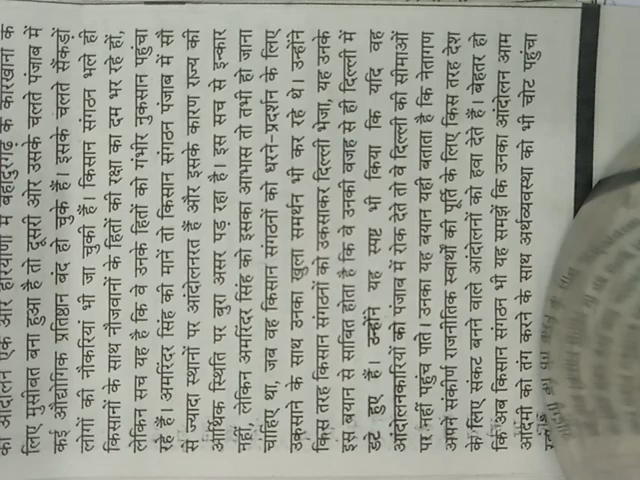 का आंदोलन एक ओर हरियाणा में बहादुरगढ़ के कारखानों के
लिए मुसीबत बना हुआ है तो दूसरी ओर उसके चलते पंजाब में
कई औद्योगिक प्रतिष्ठान बंद हो चुके हैं। इसके चलते सैंकड़ों
लोगों की नौकरियां भी जा चुकी हैं। किसान संगठन भले ही
किसानों के साथ नौजवानों के हितों की रक्षा का दम भर रहे हों,
लेकिन सच यह है कि वे उनके हितों को गंभीर नुकसान पहुंचा
रहे हैं। अमरिंदर सिंह की मानें तो किसान संगठन पंजाब में सौ
से ज्यादा स्थानों पर आंदोलनरत हैं और इसके कारण राज्य की
आर्थिक स्थिति पर बुरा असर पड़ रहा है। इस सच से इन्कार
नहीं, लेकिन अमरिंदर सिंह को इसका आभास तो तभी हो जाना
चाहिए था, जब वह किसान संगठनों को धरने-प्रदर्शन के लिए
उकसाने के साथ उनका खुला समर्थन भी कर रहे थे। उन्होंने
किस तरह किसान संगठनों को उकसाकर दिल्ली भेजा, यह उनके
इस बयान से साबित होता है कि वे उनकी वजह से ही दिल्ली में
डटे हुए हैं। उन्होंने यह स्पष्ट भी किया कि यदि वह
आंदोलनकारियों को पंजाब में रोक देते तो वे दिल्ली की सीमाओं
पर नहीं पहुंच पाते। उनका यह बयान यही बताता है कि नेतागण
अपने संकीर्ण राजनीतिक स्वार्थों की पूर्ति के लिए किस तरह देश
के लिए संकट बनने वाले आंदोलनों को हवा देते हैं। बेहतर हो
कि अब किसान संगठन भी यह समझें कि उनका आंदोलन आम
आदमी को तंग करने के साथ अर्थव्यवस्था को भी चोट पहुंचा